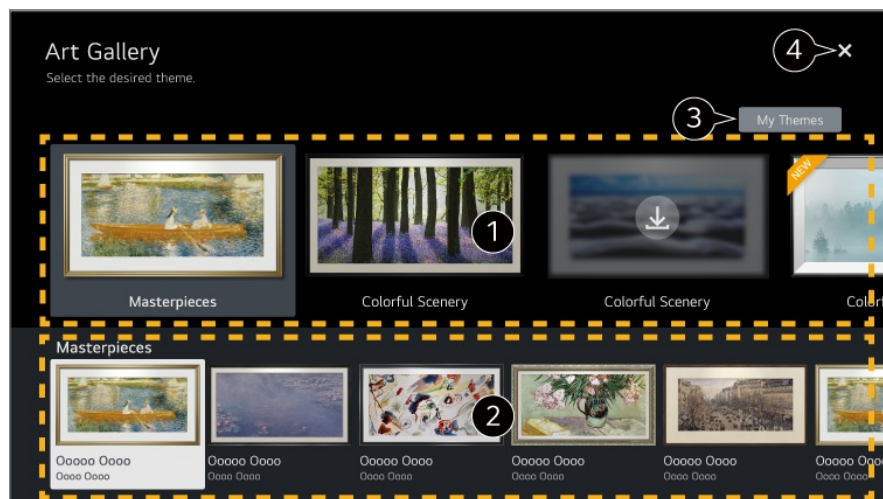 Art Gallery
Select the desired theme.
4
3
My Themes
NEW
1
Masterpieces
Colorful Scenery
Colorful Scenery
Masterpieces
2
Ooooo Oooo
Ooooo Oooo
Ooooo Oooo
Ooooo Oooo
Ooooo Oooo
Ooooo Oooo
Oooo Oooo
Oooo Oooo
Oooo Oooo
Oooo Oooo
Oooo Oooo
Oooo Oooo